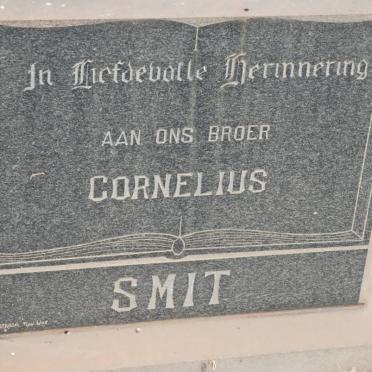 In Liefdevolle Herinnering
AAN ONS BROER
CORNELIUS
SMIT